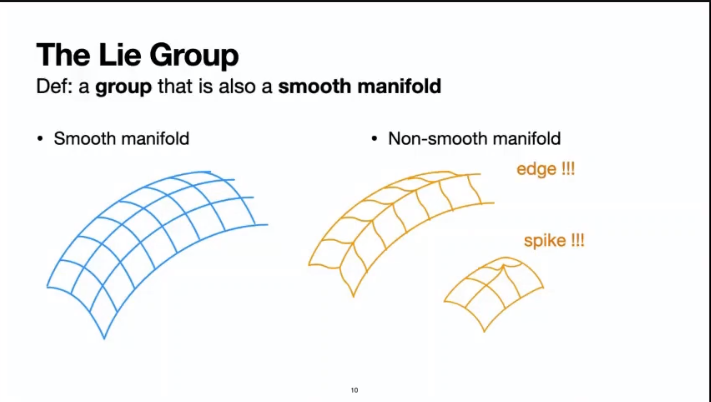 The Lie Group
Def: a group that is also a smooth manifold
• Smooth manifold
• Non-smooth manifold
edge !!!
spike !!!
10